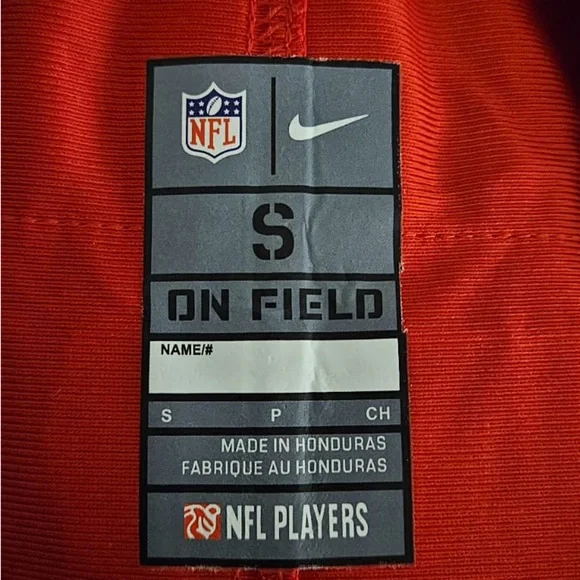 NFL
S
ON FIELD
NAME/#
S P CH
MADE IN HONDURAS
FABRIQUE AU HONDURAS
NFL PLAYERS